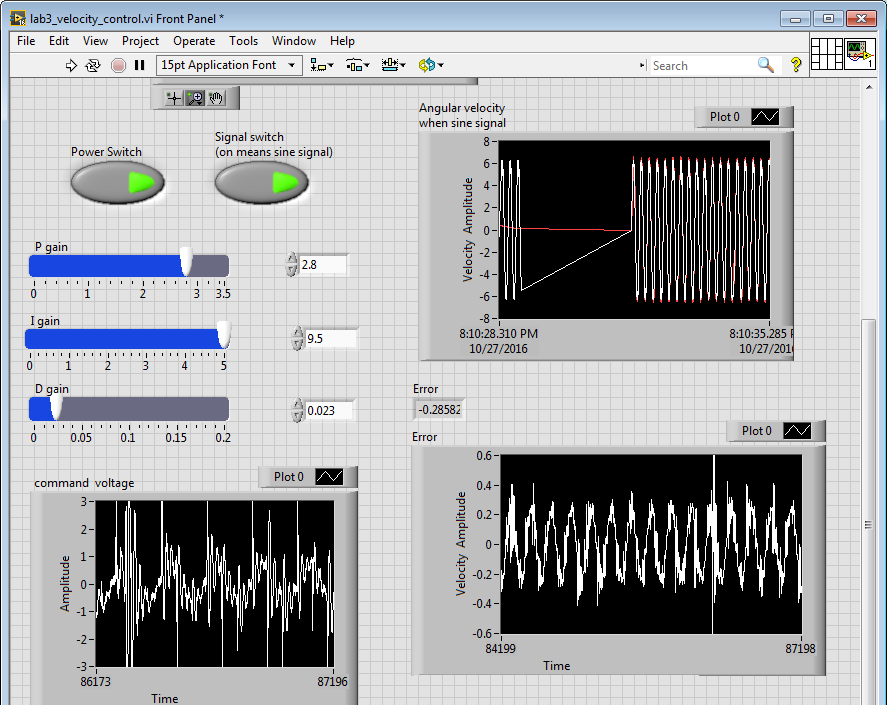 lab3_velocity_control.vi Front Panel *
File Edit View Project Operate Tools Window Help
15pt Application Font
Search
?
1
Power Switch
Signal switch
(on means sine signal)
P gain
2.8
0 1 2 3 3.5
I gain
9.5
0 1 2 3 4 5
D gain
0.023
0 0.05 0.1 0.15 0.2
Angular velocity
when sine signal
Plot 0
Velocity Amplitude
8
6
4
2
0
-2
-4
-6
-8
8:10:28.310 PM
10/27/2016
8:10:35.285 P
10/27/201
Error
-0.28582
Error
Plot 0
Velocity Amplitude
0.6
0.4
0.2
0
-0.2
-0.4
-0.6
84199 87198
Time
command voltage
Plot 0
Amplitude
3
2
1
0
-1
-2
-3
86173 87196
Time